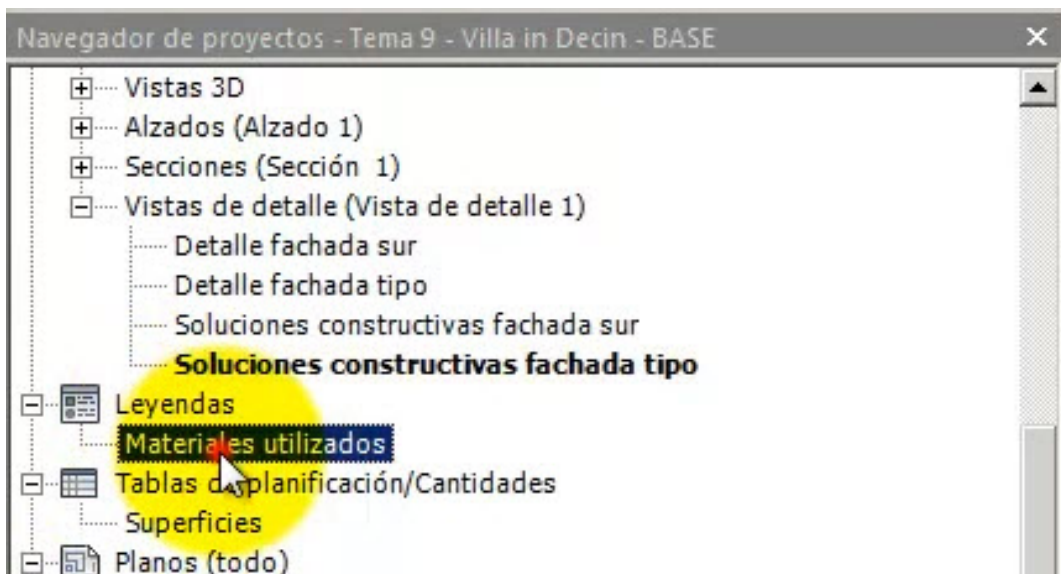 Navegador de proyectos - Tema 9 - Villa in Decin - BASE
Vistas 3D
Alzados (Alzado 1)
Secciones (Sección 1)
Vistas de detalle (Vista de detalle 1)
Detalle fachada sur
Detalle fachada tipo
Soluciones constructivas fachada sur
Soluciones constructivas fachada tipo
Leyendas
Materiales utilizados
Tablas de planificación/Cantidades
Superficies
Planos (todo)